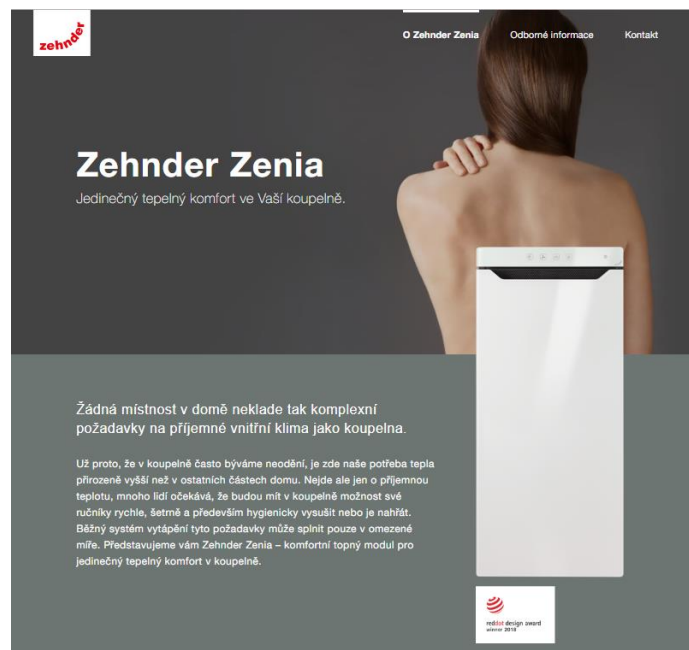 zehnder
O Zehnder Zenia
Odborné informace
Kontakt
Zehnder Zenia
Jedinečný tepelný komfort ve Vaší koupelně.
Žádná místnost v domě neklade tak komplexní
požadavky na příjemné vnitřní klima jako koupelna.
Už proto, že v koupelně často býváme neodění, je zde naše potřeba tepla
přirozeně vyšší než v ostatních částech domu. Nejde ale jen o příjemnou
teplotu, mnoho lidí očekává, že budou mít v koupelně možnost své
ručníky rychle, šetrně a především hygienicky vysušit nebo je nahřát.
Běžný systém vytápění tyto požadavky může splnit pouze v omezené
míře. Představujeme vám Zehnder Zenia – komfortní topný modul pro
jedinečný tepelný komfort v koupelně.
reddot design award
winner 2016